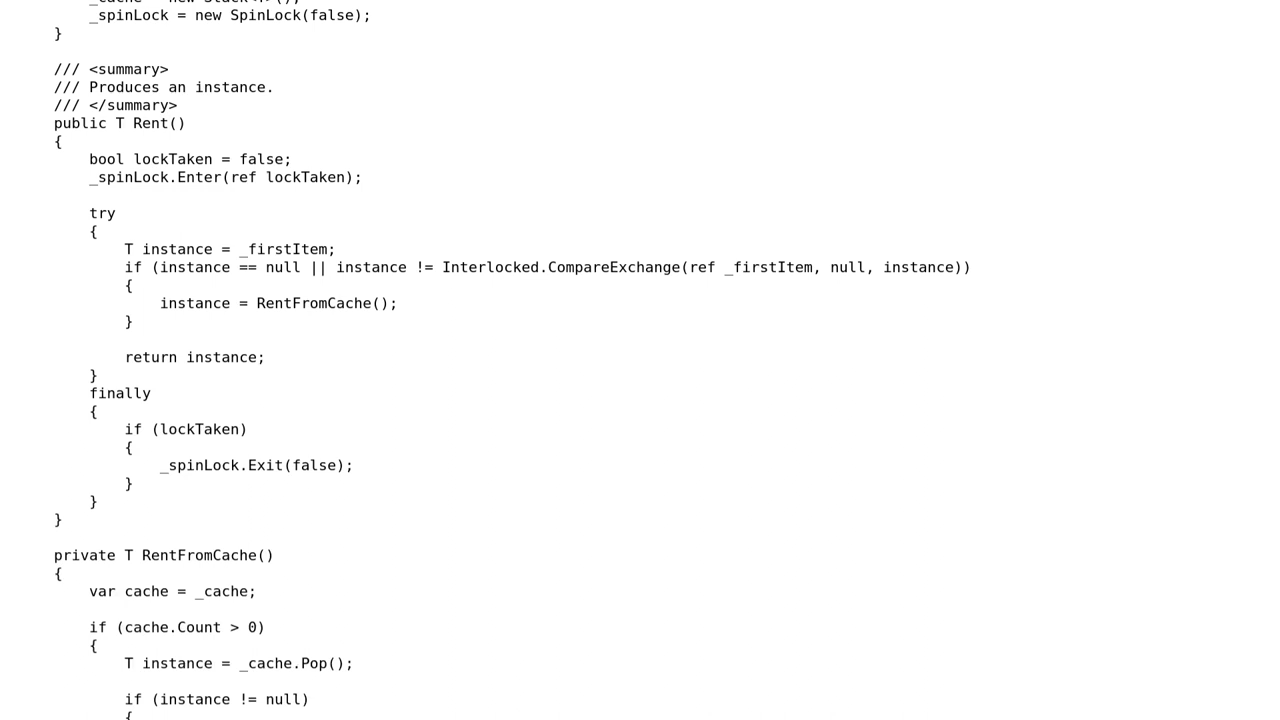 _spinLock = new SpinLock(false);
}
/// <summary>
/// Produces an instance.
/// </summary>
public T Rent()
{
bool lockTaken = false;
_spinLock.Enter(ref lockTaken);
try
{
T instance = _firstItem;
if (instance == null || instance != Interlocked.CompareExchange(ref _firstItem, null, instance))
{
instance = RentFromCache();
}
return instance;
}
finally
{
if (lockTaken)
{
_spinLock.Exit(false);
}
}
}
private T RentFromCache()
{
var cache = _cache;
if (cache.Count > 0)
{
T instance = _cache.Pop();
if (instance != null)
{